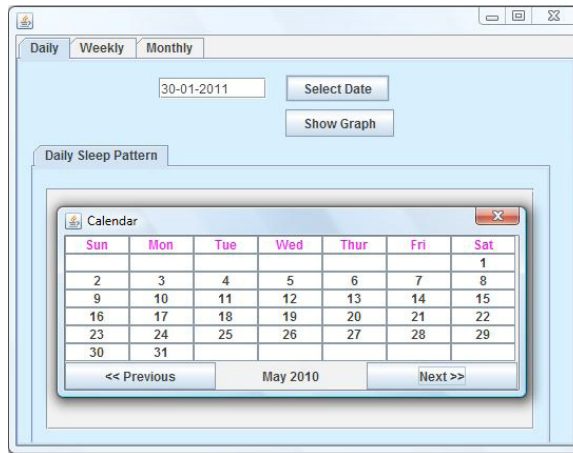 Daily Weekly Monthly
30-01-2011 Select Date
Show Graph
Daily Sleep Pattern
Calendar
Sun Mon Tue Wed Thur Fri Sat
1
2 3 4 5 6 7 8
9 10 11 12 13 14 15
16 17 18 19 20 21 22
23 24 25 26 27 28 29
30 31
<< Previous May 2010 Next >>